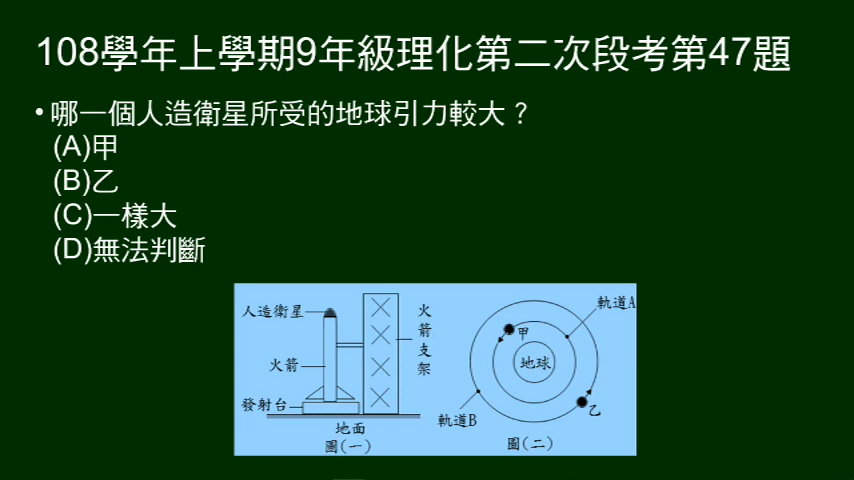 108學年上學期9年級理化第二次段考第47題
•哪一個人造衛星所受的地球引力較大？
(A)甲
(B)乙
(C)一樣大
(D)無法判斷
人造衛星
火箭支架
火箭
發射台
地面
圖(一)
軌道A
甲
地球
乙
軌道B
圖(二)